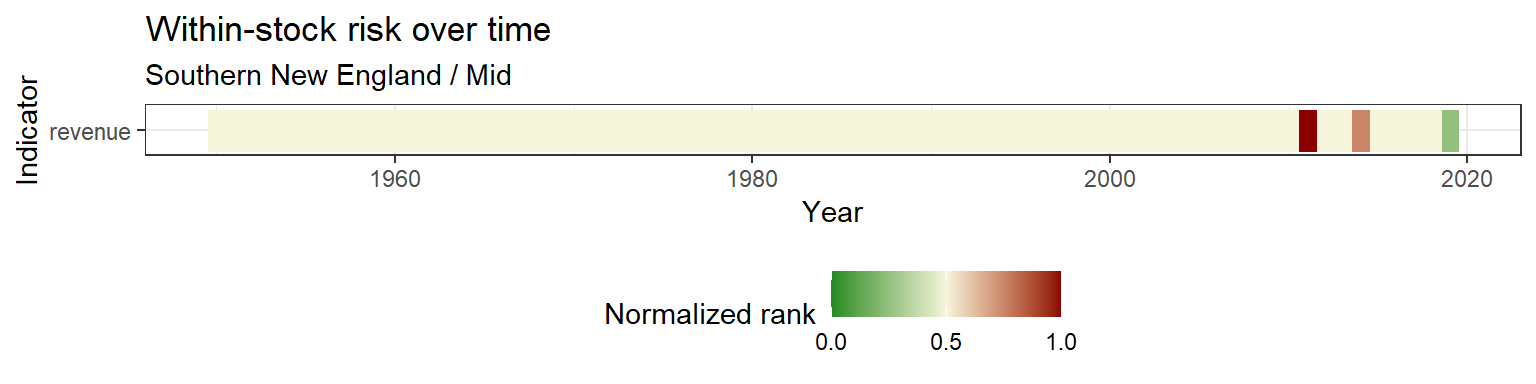 Within-stock risk over time
Southern New England / Mid
Indicator
revenue
1960 1980 2000 2020
Year
Normalized rank
0.0 0.5 1.0